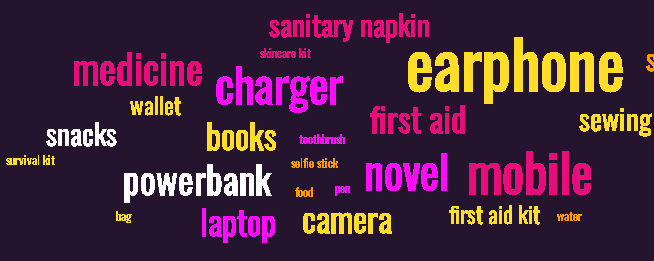 sanitary napkin
skincare kit
earphone
medicine
charger
wallet
first aid
sewing
snacks
books
toothbrush
survival kit
selfie stick
powerbank
food
pen
novel
mobile
bag
laptop
camera
first aid kit
water